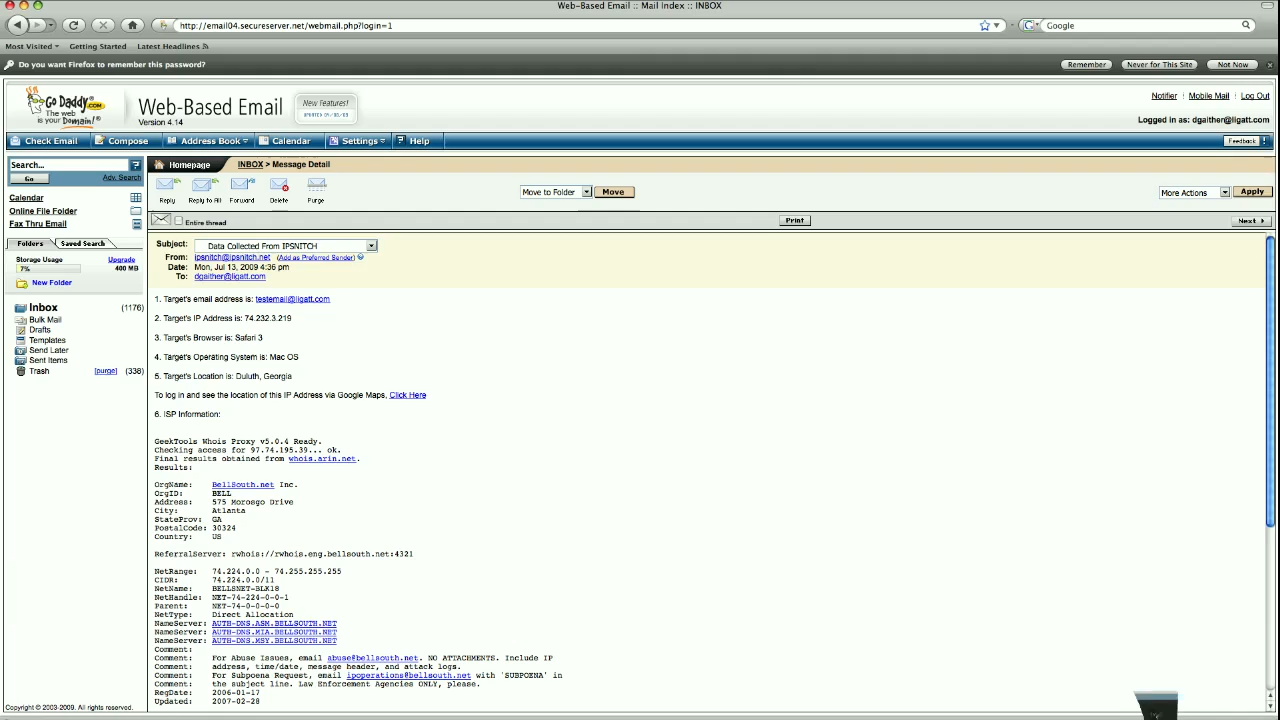 Web-Based Email :: Mail Index :: INBOX
http://email04.secureserver.net/webmail.php?login=1
Google
Most Visited Getting Started Latest Headlines
Do you want Firefox to remember this password? Remember Never for This Site Not Now
Go Daddy.COM
The web
is your Domain!®
Web-Based Email
Version 4.14
New Features!
Notifier Mobile Mail Log Out
Logged in as: dgaither@ligatt.com
Check Email Compose Address Book Calendar Settings Help Feedback
Search...
Go Adv. Search
Calendar
Online File Folder
Fax Thru Email
Folders Saved Search
Storage Usage Upgrade
7% 400 MB
New Folder
Inbox (1176)
Bulk Mail
Drafts
Templates
Send Later
Sent Items
Trash [purge] (338)
Copyright © 2003-2009. All rights reserved.
Homepage INBOX > Message Detail
Reply Reply to All Forward Delete Purge
Move to Folder Move
More Actions Apply
Entire thread Print Next
Subject: Data Collected From IPSNITCH
From: ipsnitch@ipsnitch.net (Add as Preferred Sender)
Date: Mon, Jul 13, 2009 4:36 pm
To: dgaither@ligatt.com
1. Target's email address is: testemail@ligatt.com
2. Target's IP Address is: 74.232.3.219
3. Target's Browser is: Safari 3
4. Target's Operating System is: Mac OS
5. Target's Location is: Duluth, Georgia
To log in and see the location of this IP Address via Google Maps, Click Here
6. ISP Information:
GeekTools Whois Proxy v5.0.4 Ready.
Checking access for 97.74.195.39... ok.
Final results obtained from whois.arin.net.
Results:
OrgName: BellSouth.net Inc.
OrgID: BELL
Address: 575 Morosgo Drive
City: Atlanta
StateProv: GA
PostalCode: 30324
Country: US
ReferralServer: rwhois://rwhois.eng.bellsouth.net:4321
NetRange: 74.224.0.0 - 74.255.255.255
CIDR: 74.224.0.0/11
NetName: BELLSNET-BLK18
NetHandle: NET-74-224-0-0-1
Parent: NET-74-0-0-0-0
NetType: Direct Allocation
NameServer: AUTH-DNS.ASM.BELLSOUTH.NET
NameServer: AUTH-DNS.MIA.BELLSOUTH.NET
NameServer: AUTH-DNS.MSY.BELLSOUTH.NET
Comment:
Comment: For Abuse Issues, email abuse@bellsouth.net. NO ATTACHMENTS. Include IP
Comment: address, time/date, message header, and attack logs.
Comment: For Subpoena Request, email ipoperations@bellsouth.net with 'SUBPOENA' in
Comment: the subject line. Law Enforcement Agencies ONLY, please.
RegDate: 2006-01-17
Updated: 2007-02-28